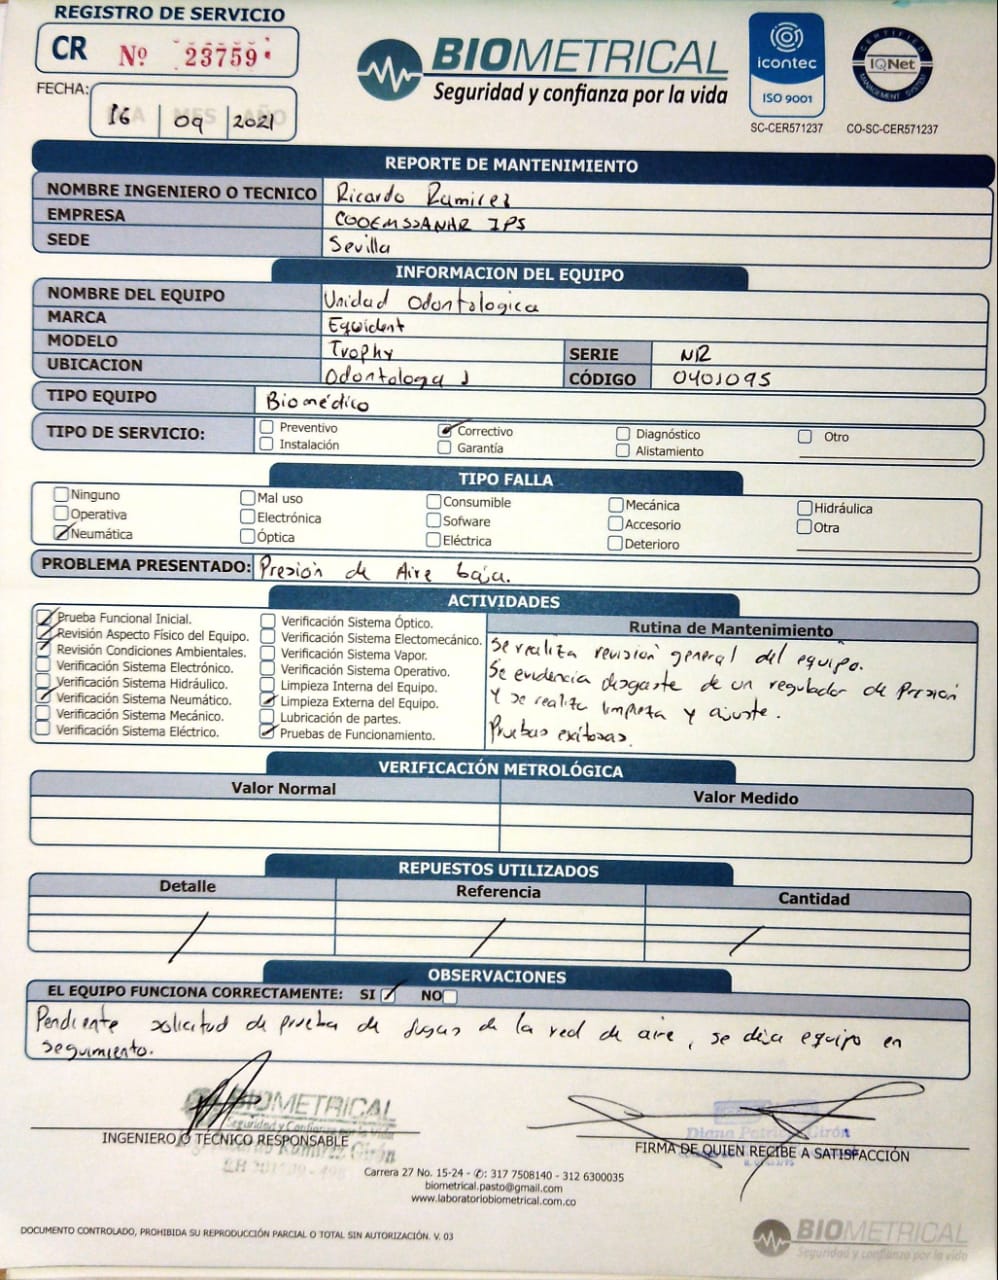 REGISTRO DE SERVICIO
CR Nº 23759
BIOMETRICAL
Seguridad y confianza por la vida
icontec
ISO 9001
SC-CER571237
CERTIFIED
IQNet
MANAGEMENT SYSTEM
CO-SC-CER571237
FECHA:
DIA MES AÑO
16 09 2021
REPORTE DE MANTENIMIENTO
NOMBRE INGENIERO O TECNICO Ricardo Ramirez
EMPRESA COOEMSSANAR IPS
SEDE Sevilla
INFORMACION DEL EQUIPO
NOMBRE DEL EQUIPO Unidad Odontologica
MARCA Equident
MODELO Trophy SERIE NR
UBICACION Odontologa 1 CÓDIGO 0401095
TIPO EQUIPO Biomédico
TIPO DE SERVICIO:
Preventivo Correctivo Diagnóstico Otro
Instalación Garantía Alistamiento
TIPO FALLA
Ninguno Mal uso Consumible Mecánica Hidráulica
Operativa Electrónica Sofware Accesorio Otra
Neumática Óptica Eléctrica Deterioro
PROBLEMA PRESENTADO: Presión de Aire baja.
ACTIVIDADES
Prueba Funcional Inicial.
Revisión Aspecto Físico del Equipo.
Revisión Condiciones Ambientales.
Verificación Sistema Electrónico.
Verificación Sistema Hidráulico.
Verificación Sistema Neumático.
Verificación Sistema Mecánico.
Verificación Sistema Eléctrico.
Verificación Sistema Óptico.
Verificación Sistema Electomecánico.
Verificación Sistema Vapor.
Verificación Sistema Operativo.
Limpieza Interna del Equipo.
Limpieza Externa del Equipo.
Lubricación de partes.
Pruebas de Funcionamiento.
Rutina de Mantenimiento
Se realiza revisión general del equipo.
Se evidencia desgaste de un regulador de Presión
y se realiza limpieza y ajuste.
Pruebas exitosas.
VERIFICACIÓN METROLÓGICA
Valor Normal Valor Medido
REPUESTOS UTILIZADOS
Detalle Referencia Cantidad
OBSERVACIONES
EL EQUIPO FUNCIONA CORRECTAMENTE: SI NO
Pendiente solicitud de prueba de fugas de la red de aire, se deja equipo en
seguimiento.
BIOMETRICAL
Seguridad y Confianza por la Vida
INGENIERO O TÉCNICO RESPONSABLE
Ricardo Ramirez Girón
Diana Patricia Girón
FIRMA DE QUIEN RECIBE A SATISFACCIÓN
Carrera 27 No. 15-24 - ✆: 317 7508140 - 312 6300035
biometrical.pasto@gmail.com
www.laboratoriobiometrical.com.co
DOCUMENTO CONTROLADO, PROHIBIDA SU REPRODUCCIÓN PARCIAL O TOTAL SIN AUTORIZACIÓN. V. 03
BIOMETRICAL
Seguridad y confianza por la vida